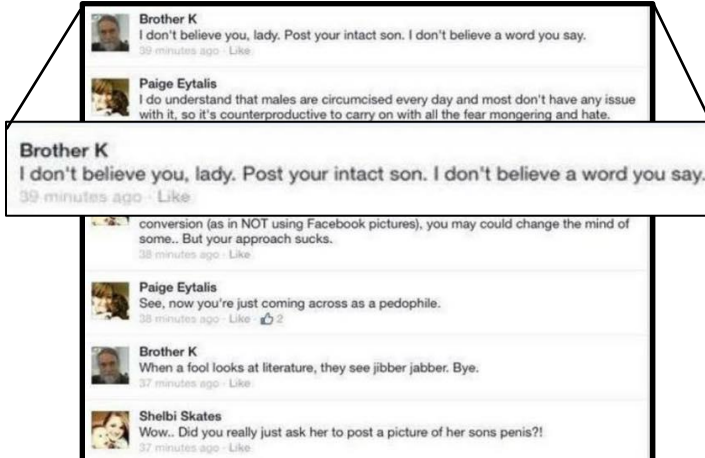 Brother K
I don't believe you, lady. Post your intact son. I don't believe a word you say.
39 minutes ago · Like
Paige Eytalis
I do understand that males are circumcised every day and most don't have any issue
with it, so it's counterproductive to carry on with all the fear mongering and hate.
Brother K
I don't believe you, lady. Post your intact son. I don't believe a word you say.
39 minutes ago · Like
conversion (as in NOT using Facebook pictures), you may could change the mind of
some.. But your approach sucks.
38 minutes ago · Like
Paige Eytalis
See, now you're just coming across as a pedophile.
38 minutes ago · Like · 2
Brother K
When a fool looks at literature, they see jibber jabber. Bye.
37 minutes ago · Like
Shelbi Skates
Wow.. Did you really just ask her to post a picture of her sons penis?!
37 minutes ago · Like